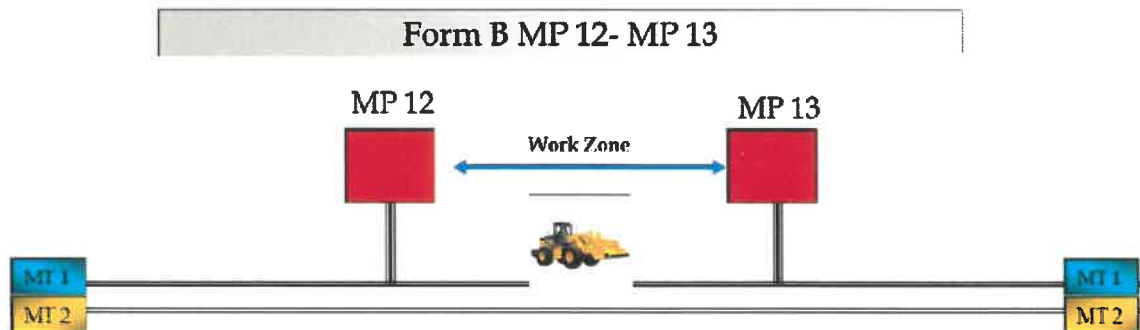 Form B MP 12- MP 13
MP 12
MP 13
Work Zone
MT 1
MT 1
MT 2
MT 2